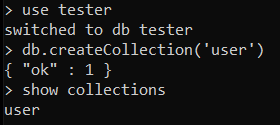 > use tester
switched to db tester
> db.createCollection('user')
{ "ok" : 1 }
> show collections
user